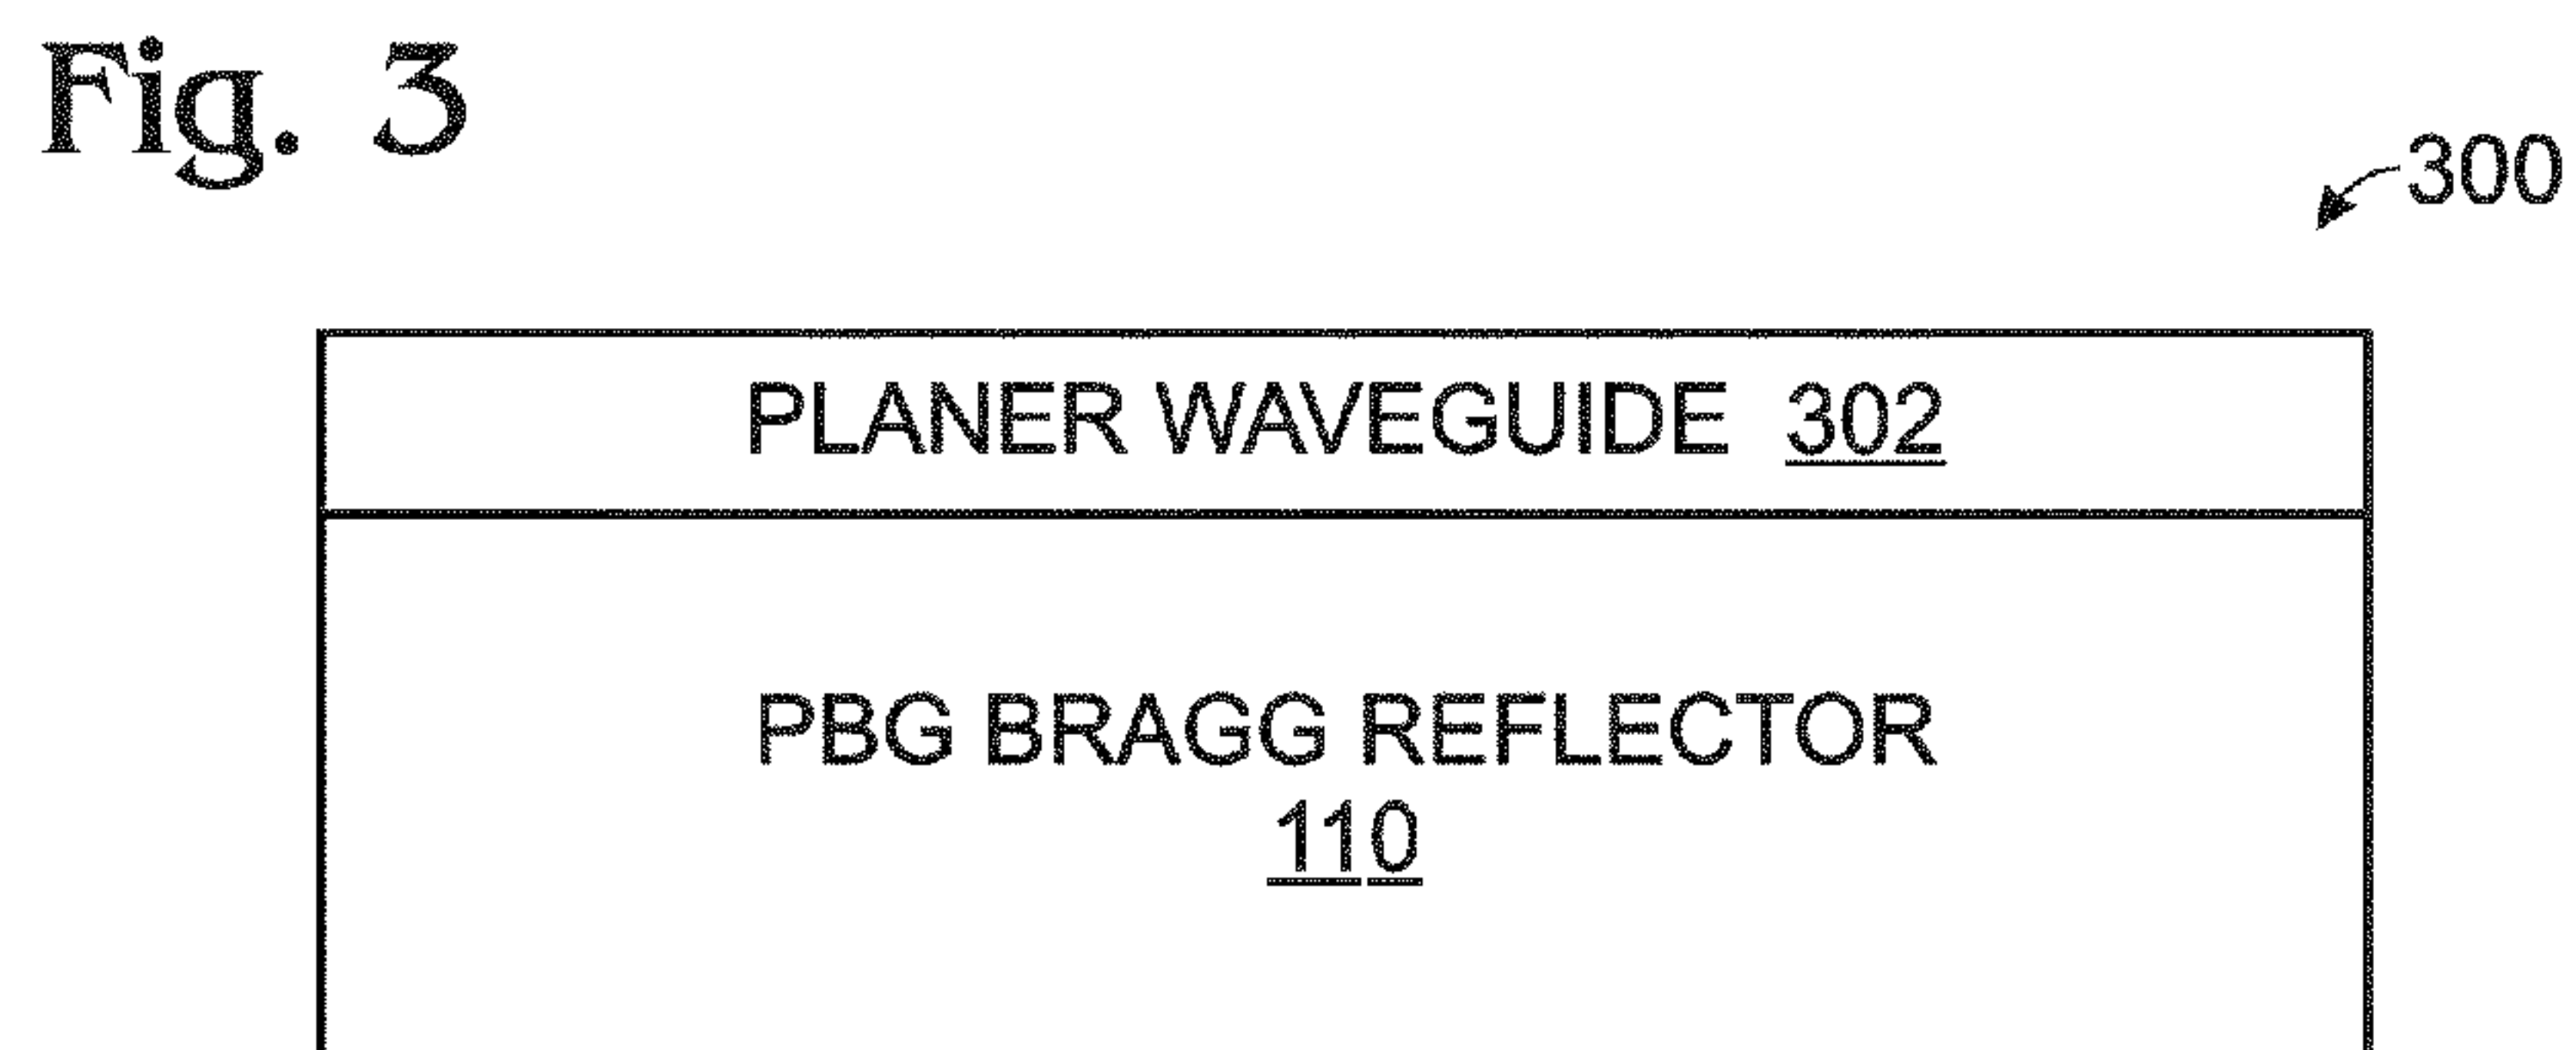 Fig. 3
300
PLANER WAVEGUIDE 302
PBG BRAGG REFLECTOR
110